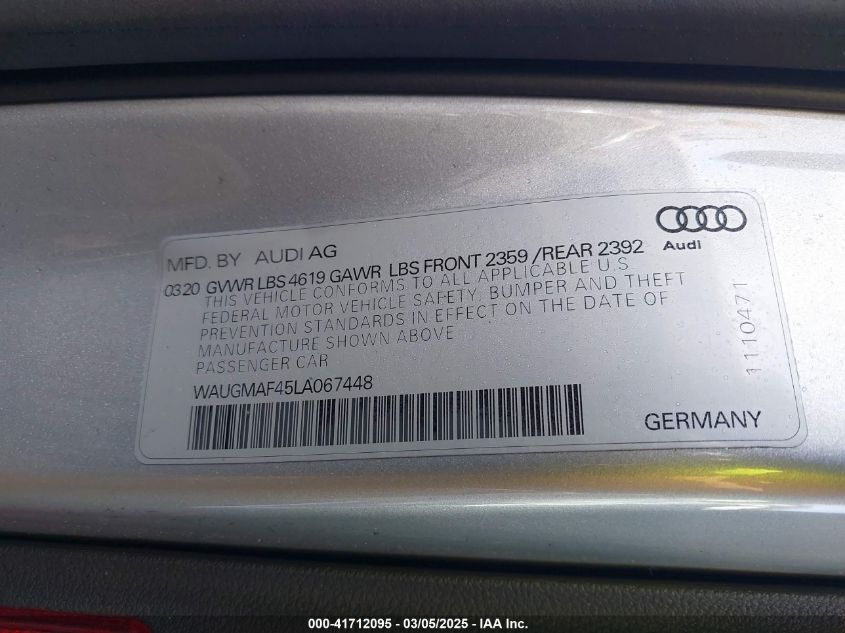 MFD. BY AUDI AG
Audi
0320 GVWR LBS 4619 GAWR LBS FRONT 2359 /REAR 2392
THIS VEHICLE CONFORMS TO ALL APPLICABLE U.S.
FEDERAL MOTOR VEHICLE SAFETY, BUMPER AND THEFT
PREVENTION STANDARDS IN EFFECT ON THE DATE OF
MANUFACTURE SHOWN ABOVE
PASSENGER CAR
1110471
WAUGMAF45LA067448
GERMANY
000-41712095 - 03/05/2025 - IAA Inc.